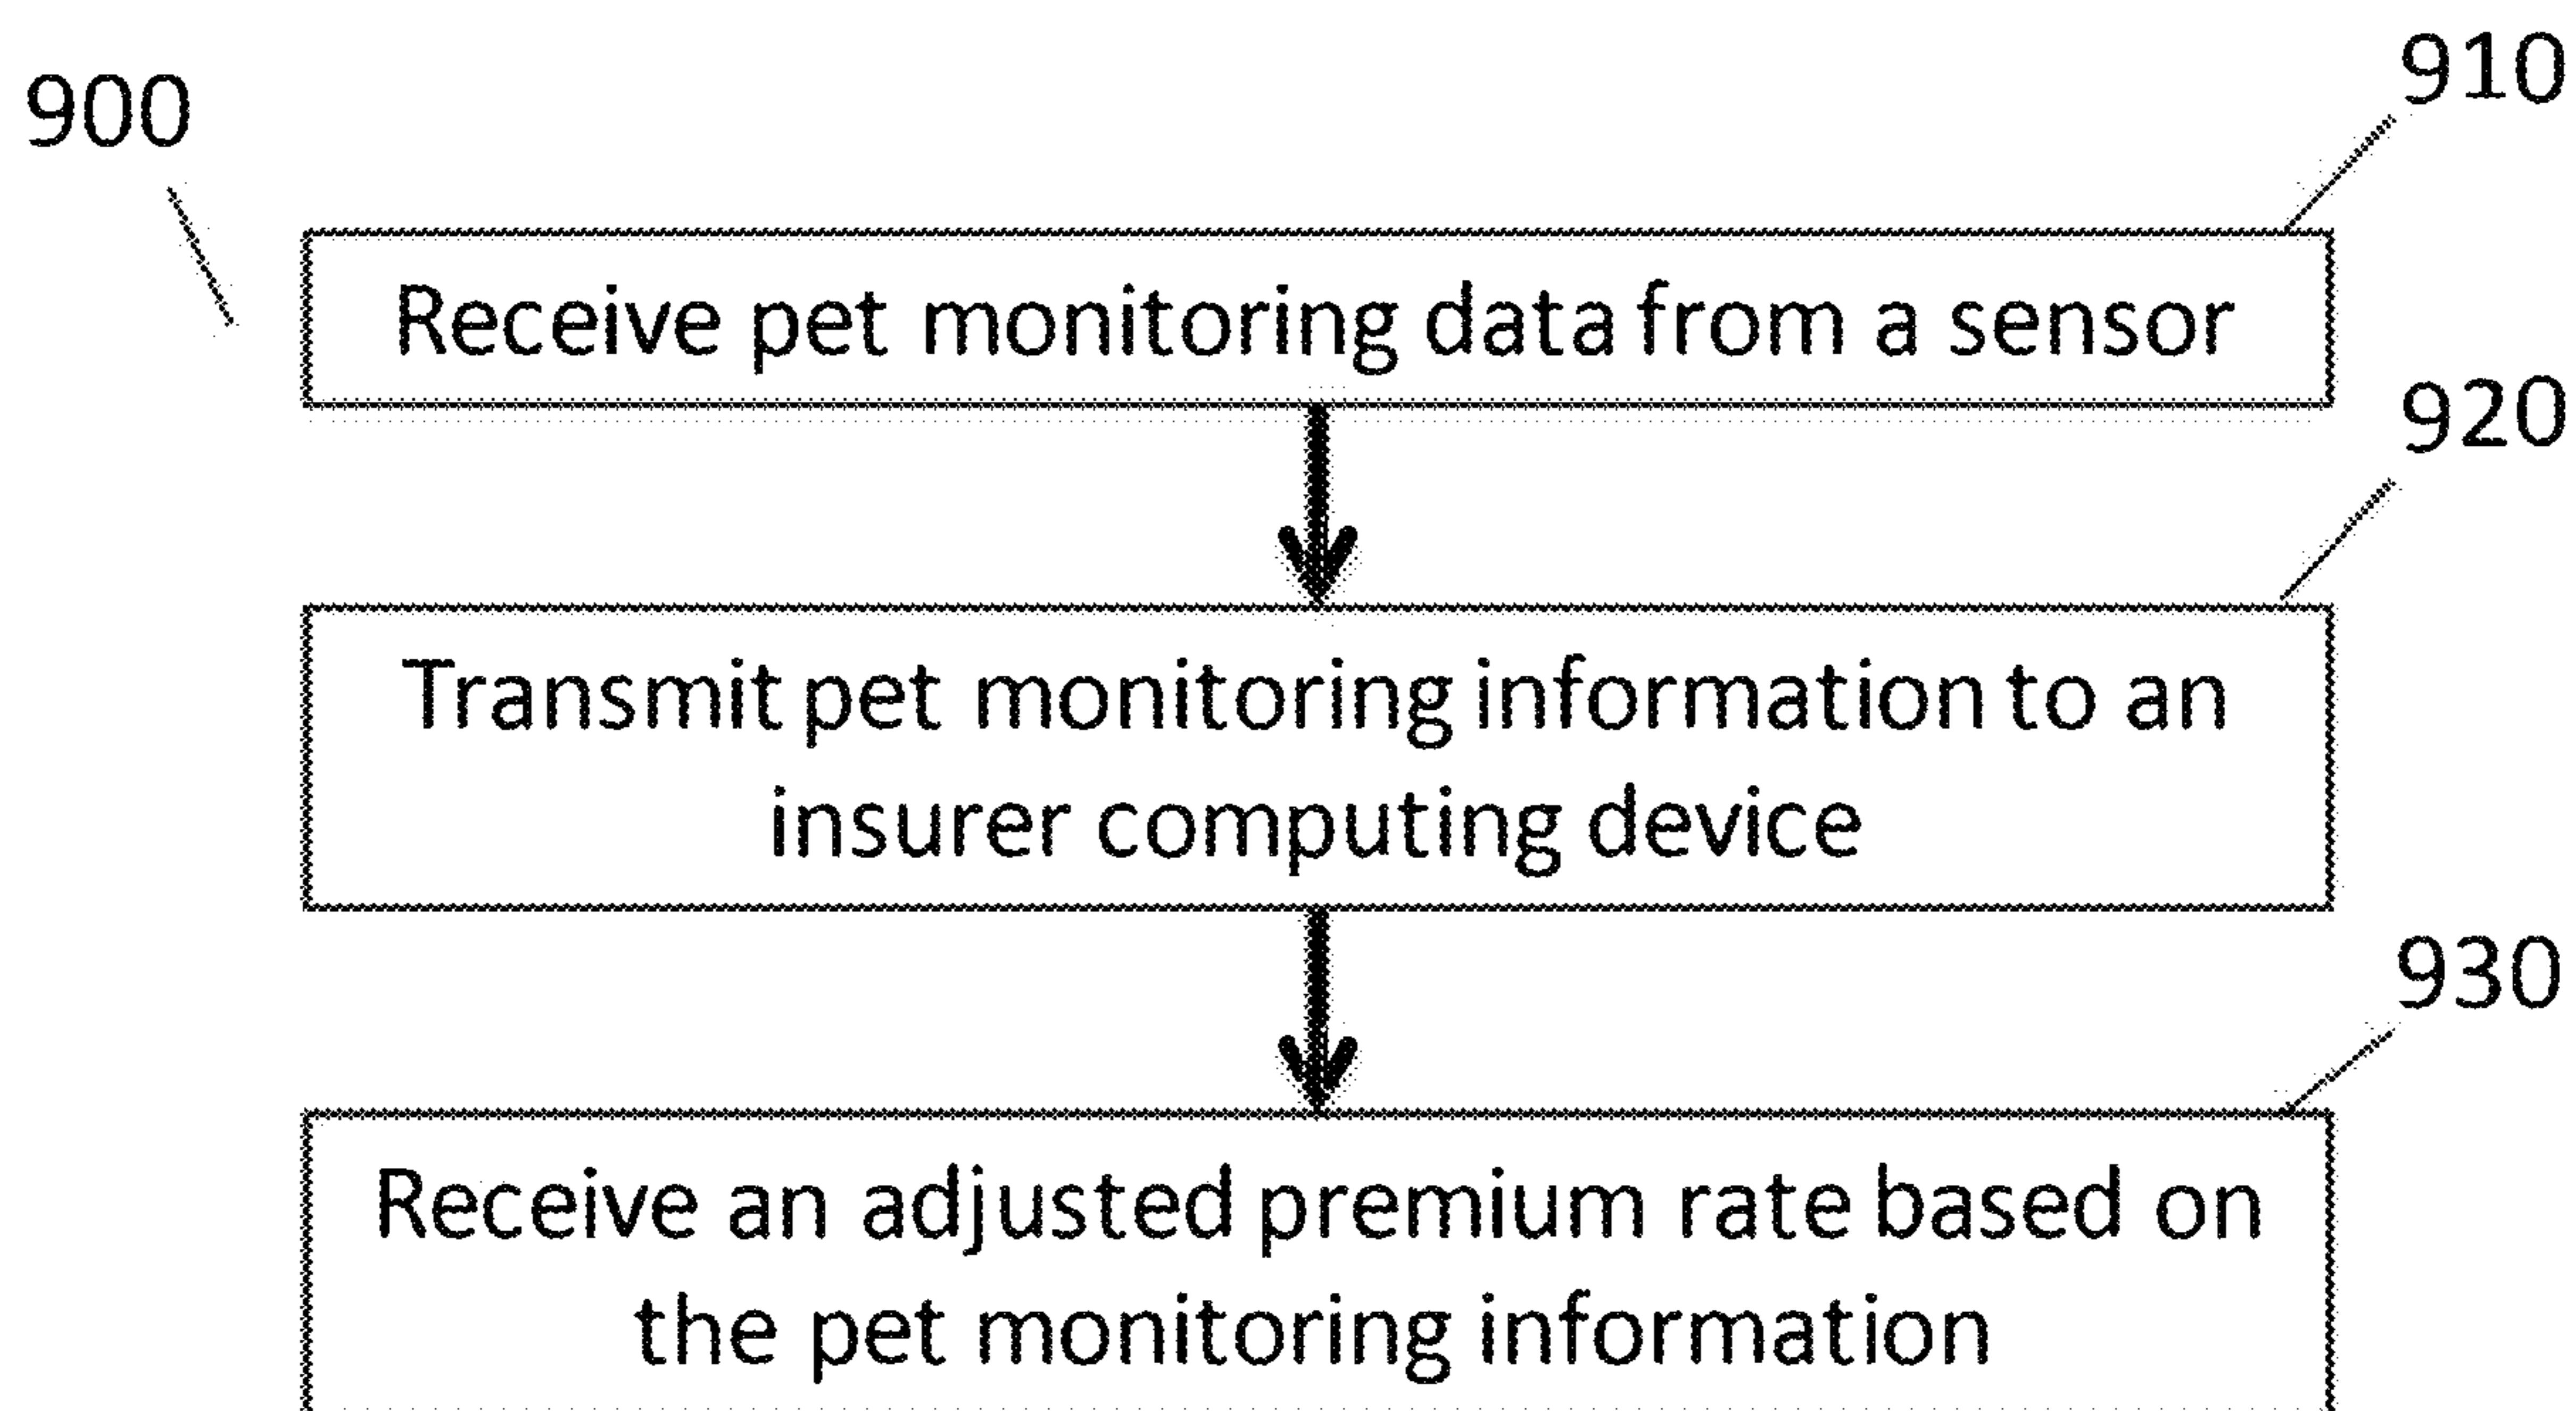 910
900
Receive pet monitoring data from a sensor
920
Transmit pet monitoring information to an
insurer computing device
930
Receive an adjusted premium rate based on
the pet monitoring information